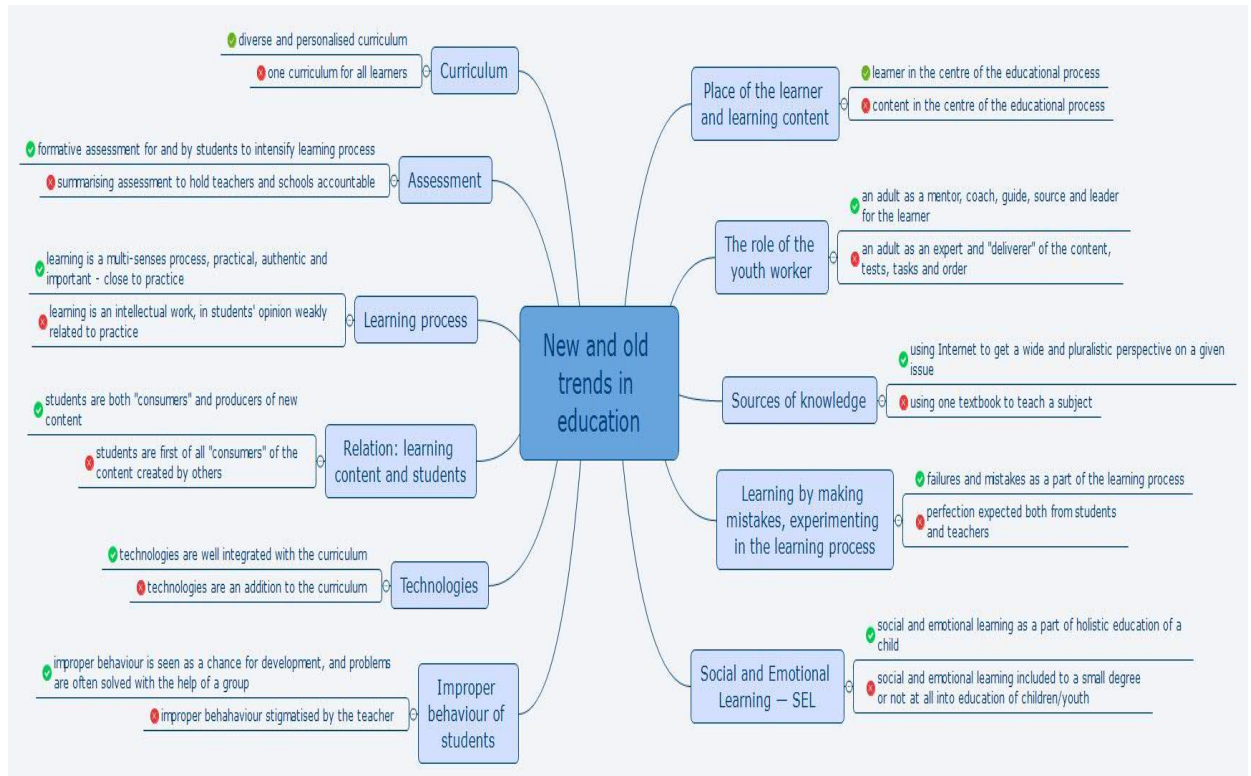 New and old
trends in
education
Curriculum
diverse and personalised curriculum
one curriculum for all learners
Assessment
formative assessment for and by students to intensify learning process
summarising assessment to hold teachers and schools accountable
Learning process
learning is a multi-senses process, practical, authentic and
important - close to practice
learning is an intellectual work, in students' opinion weakly
related to practice
Relation: learning
content and students
students are both "consumers" and producers of new
content
students are first of all "consumers" of the
content created by others
Technologies
technologies are well integrated with the curriculum
technologies are an addition to the curriculum
Improper
behaviour of
students
improper behaviour is seen as a chance for development, and problems
are often solved with the help of a group
improper behahaviour stigmatised by the teacher
Place of the learner
and learning content
learner in the centre of the educational process
content in the centre of the educational process
The role of the
youth worker
an adult as a mentor, coach, guide, source and leader
for the learner
an adult as an expert and "deliverer" of the content,
tests, tasks and order
Sources of knowledge
using Internet to get a wide and pluralistic perspective on a given
issue
using one textbook to teach a subject
Learning by making
mistakes, experimenting
in the learning process
failures and mistakes as a part of the learning process
perfection expected both from students
and teachers
Social and Emotional
Learning — SEL
social and emotional learning as a part of holistic education of a
child
social and emotional learning included to a small degree
or not at all into education of children/youth